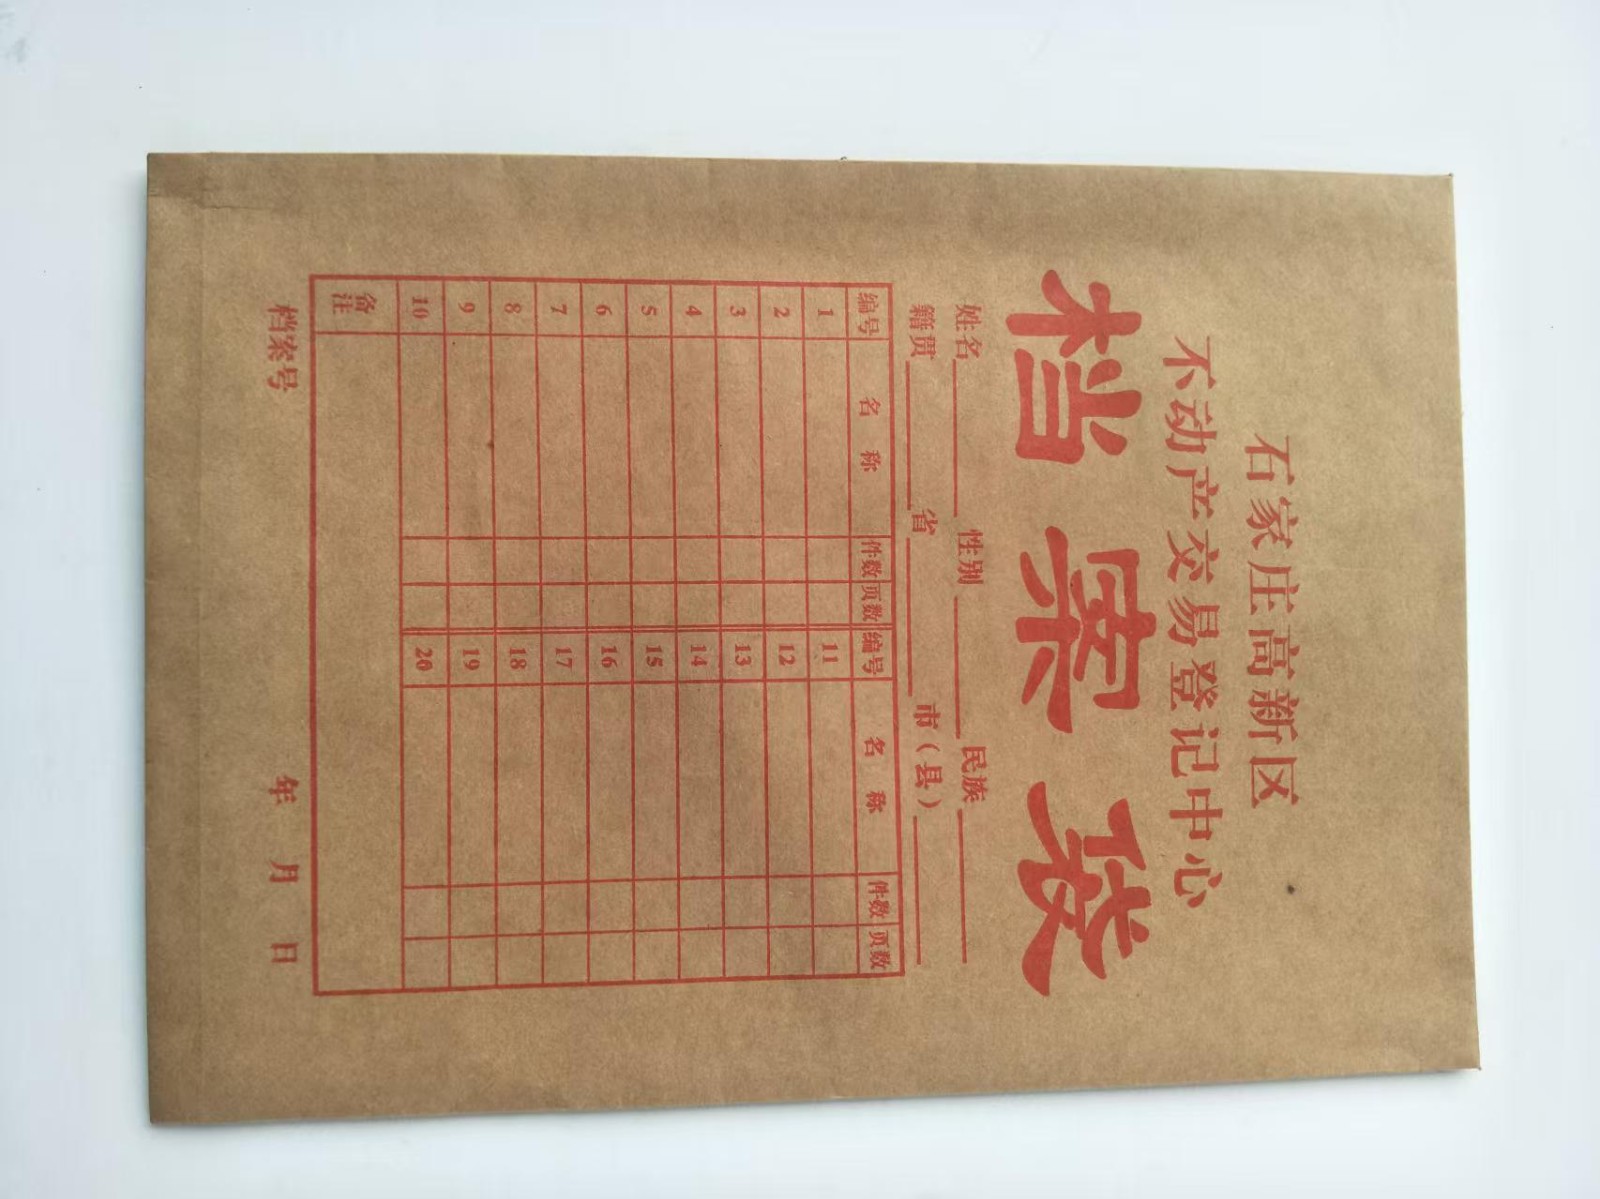 石家庄高新区
不动产交易登记中心
档案袋
姓名 性别 民族
籍贯 省 市(县)
编号 名称 件数 页数 编号 名称 件数 页数
1 11
2 12
3 13
4 14
5 15
6 16
7 17
8 18
9 19
10 20
备注
档案号 年 月 日